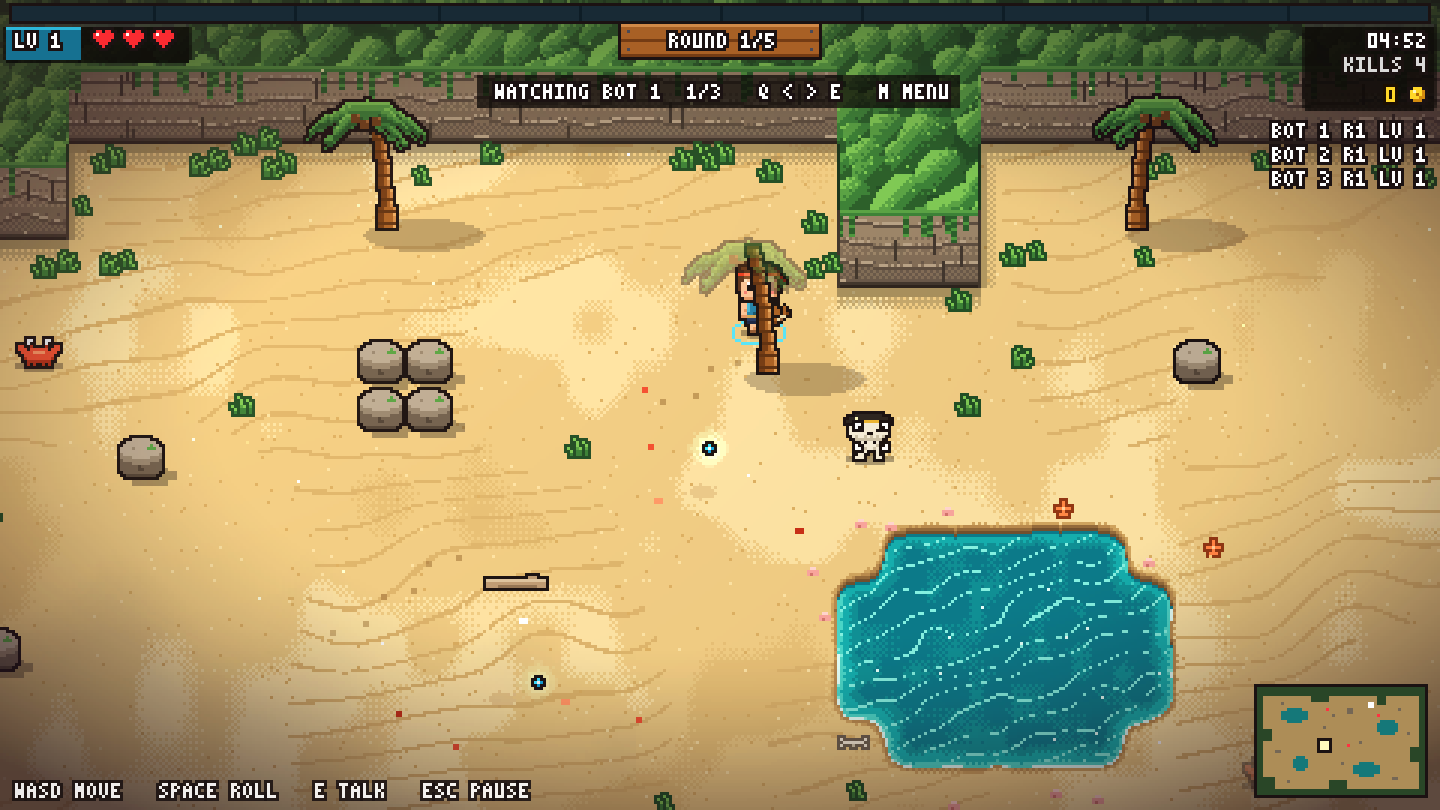 LV 1
ROUND 1/5
04:52
KILLS 4
0
WATCHING BOT 1 1/3 Q < > E M MENU
BOT 1 R1 LV 1
BOT 2 R1 LV 1
BOT 3 R1 LV 1
WASD MOVE SPACE ROLL E TALK ESC PAUSE